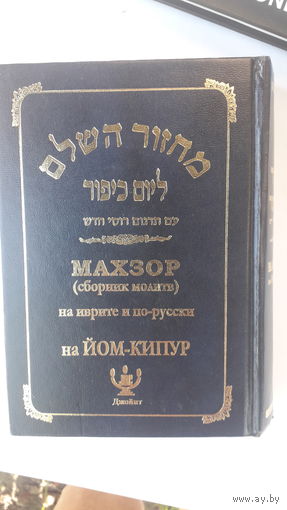 מחזור השלם
ליום כיפור
עם תרגום רוסי חדש
МАХЗОР
(сборник молитв)
на иврите и по-русски
на ЙОМ-КИПУР
Джойнт
www.ay.by